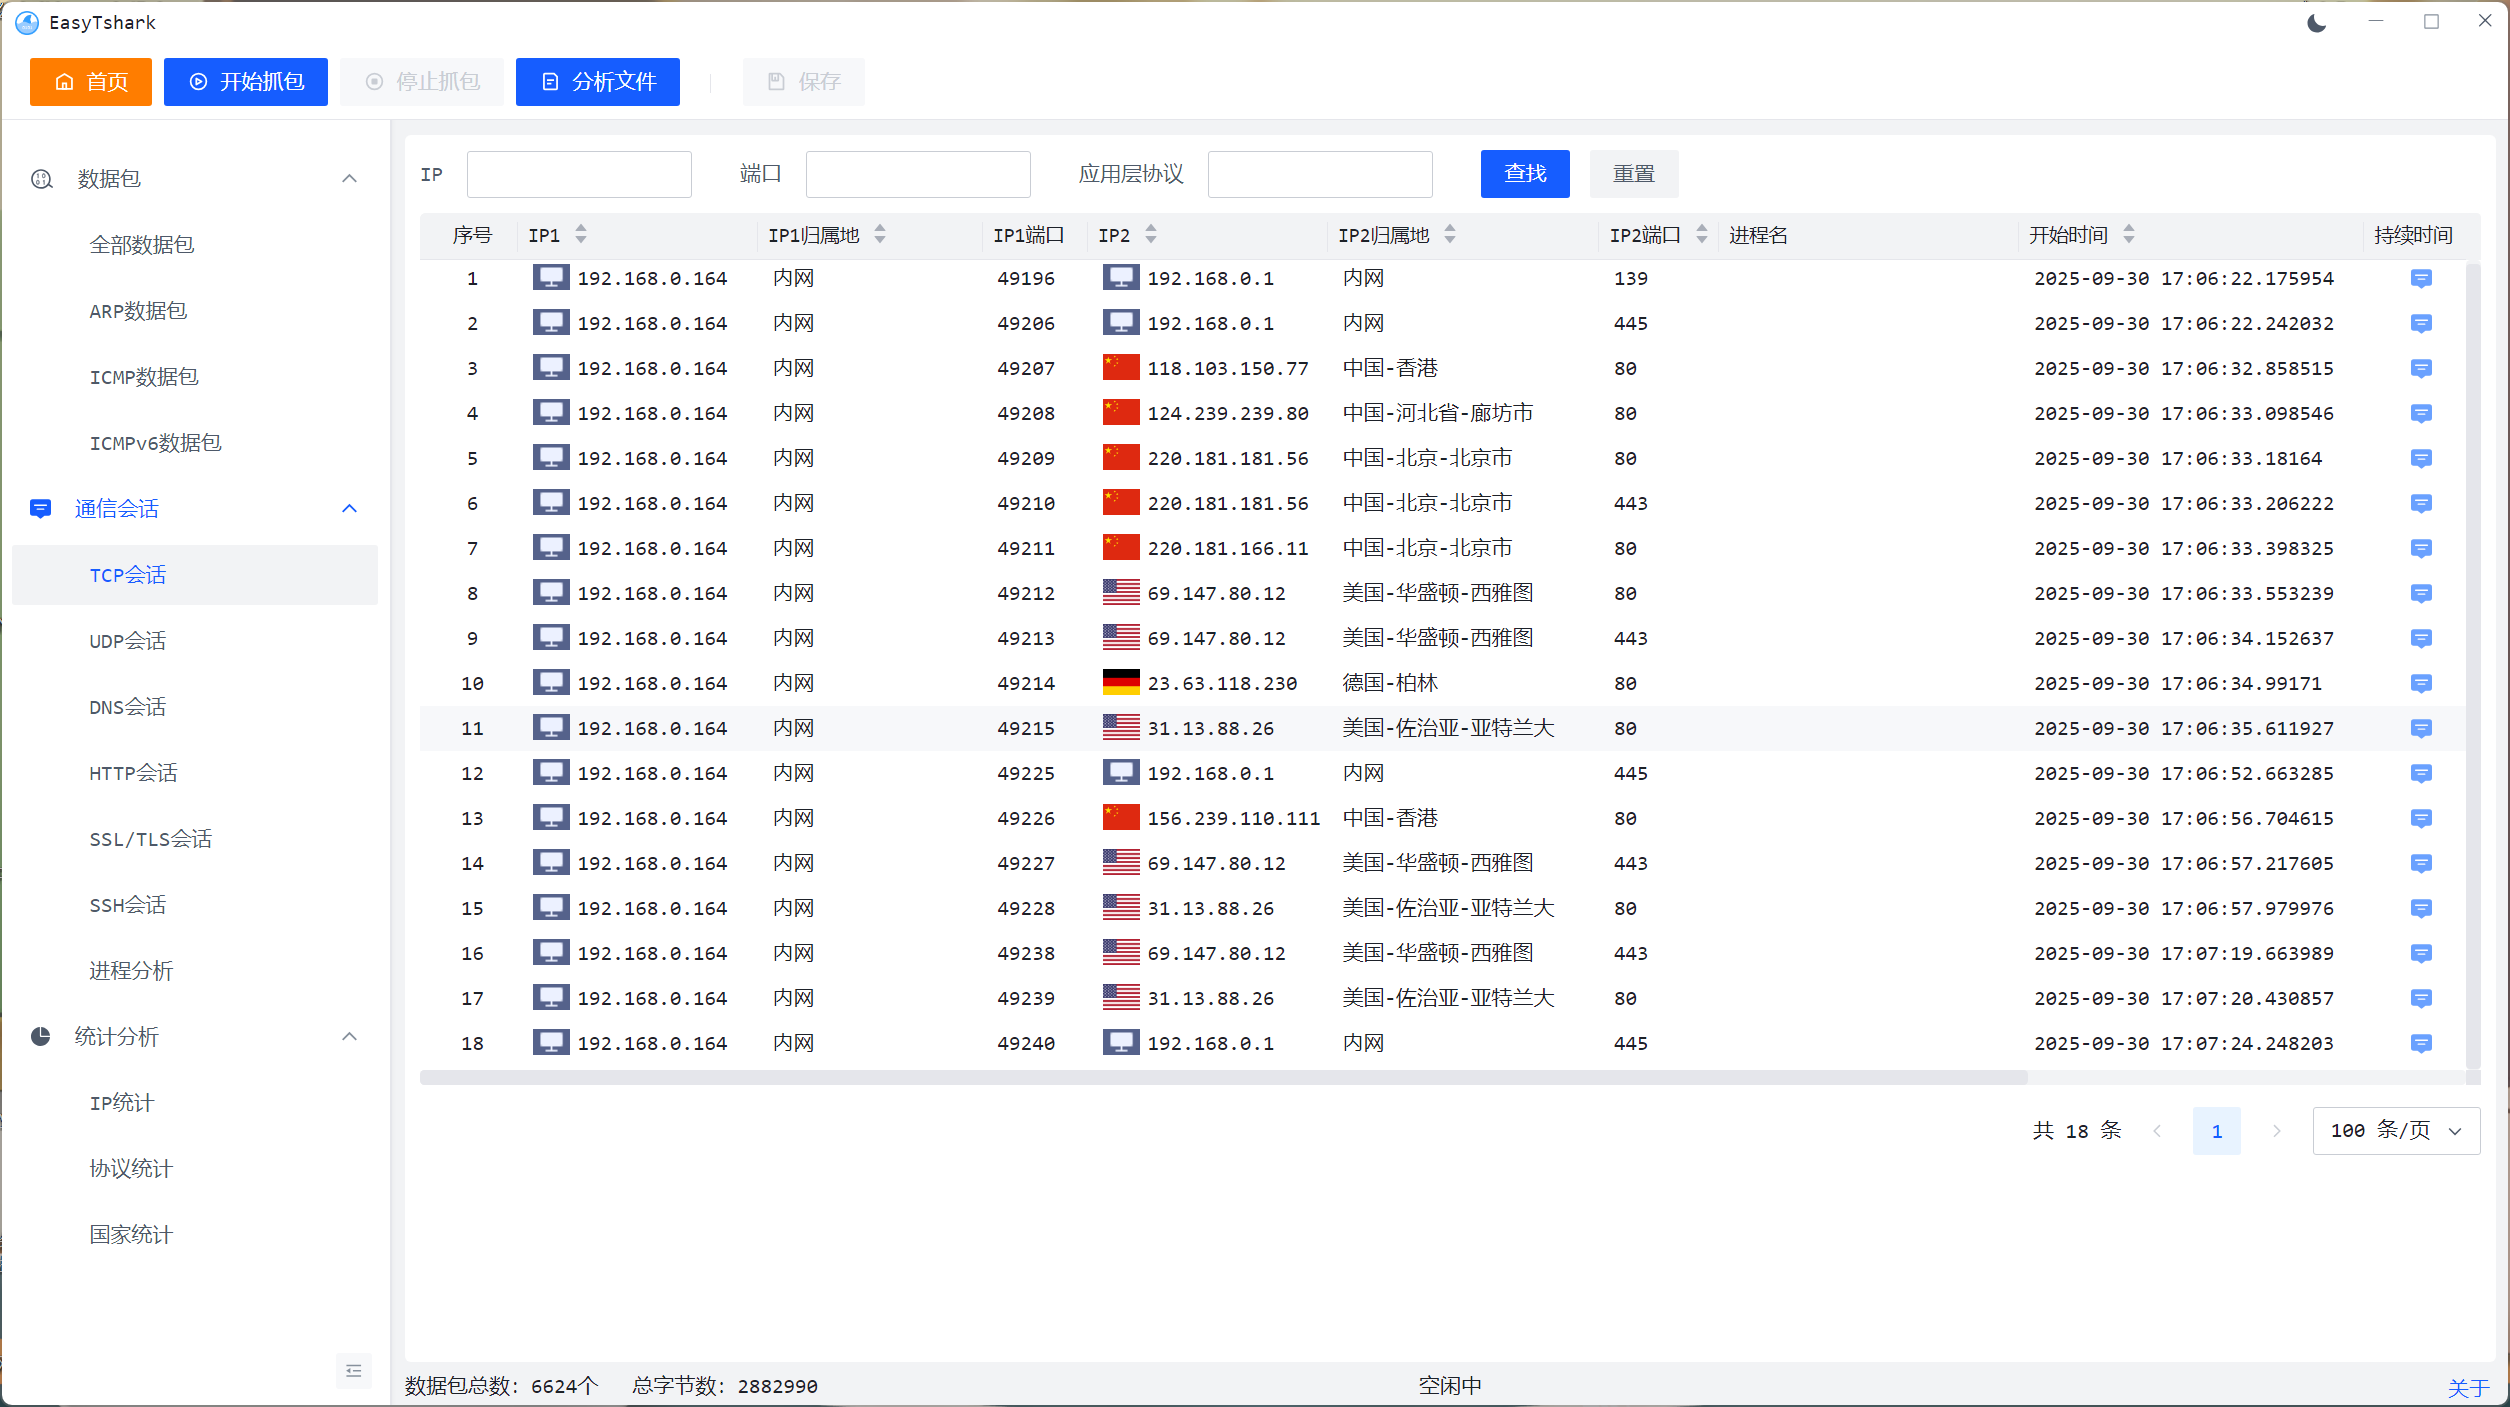 EasyTshark
首页 开始抓包 停止抓包 分析文件 保存
数据包
全部数据包
ARP数据包
ICMP数据包
ICMPv6数据包
通信会话
TCP会话
UDP会话
DNS会话
HTTP会话
SSL/TLS会话
SSH会话
进程分析
统计分析
IP统计
协议统计
国家统计
IP 端口 应用层协议 查找 重置
序号 IP1 IP1归属地 IP1端口 IP2 IP2归属地 IP2端口 进程名 开始时间 持续时间
1 192.168.0.164 内网 49196 192.168.0.1 内网 139 2025-09-30 17:06:22.175954
2 192.168.0.164 内网 49206 192.168.0.1 内网 445 2025-09-30 17:06:22.242032
3 192.168.0.164 内网 49207 118.103.150.77 中国-香港 80 2025-09-30 17:06:32.858515
4 192.168.0.164 内网 49208 124.239.239.80 中国-河北省-廊坊市 80 2025-09-30 17:06:33.098546
5 192.168.0.164 内网 49209 220.181.181.56 中国-北京-北京市 80 2025-09-30 17:06:33.18164
6 192.168.0.164 内网 49210 220.181.181.56 中国-北京-北京市 443 2025-09-30 17:06:33.206222
7 192.168.0.164 内网 49211 220.181.166.11 中国-北京-北京市 80 2025-09-30 17:06:33.398325
8 192.168.0.164 内网 49212 69.147.80.12 美国-华盛顿-西雅图 80 2025-09-30 17:06:33.553239
9 192.168.0.164 内网 49213 69.147.80.12 美国-华盛顿-西雅图 443 2025-09-30 17:06:34.152637
10 192.168.0.164 内网 49214 23.63.118.230 德国-柏林 80 2025-09-30 17:06:34.99171
11 192.168.0.164 内网 49215 31.13.88.26 美国-佐治亚-亚特兰大 80 2025-09-30 17:06:35.611927
12 192.168.0.164 内网 49225 192.168.0.1 内网 445 2025-09-30 17:06:52.663285
13 192.168.0.164 内网 49226 156.239.110.111 中国-香港 80 2025-09-30 17:06:56.704615
14 192.168.0.164 内网 49227 69.147.80.12 美国-华盛顿-西雅图 443 2025-09-30 17:06:57.217605
15 192.168.0.164 内网 49228 31.13.88.26 美国-佐治亚-亚特兰大 80 2025-09-30 17:06:57.979976
16 192.168.0.164 内网 49238 69.147.80.12 美国-华盛顿-西雅图 443 2025-09-30 17:07:19.663989
17 192.168.0.164 内网 49239 31.13.88.26 美国-佐治亚-亚特兰大 80 2025-09-30 17:07:20.430857
18 192.168.0.164 内网 49240 192.168.0.1 内网 445 2025-09-30 17:07:24.248203
共 18 条 1 100 条/页
数据包总数: 6624个 总字节数: 2882990 空闲中 关于